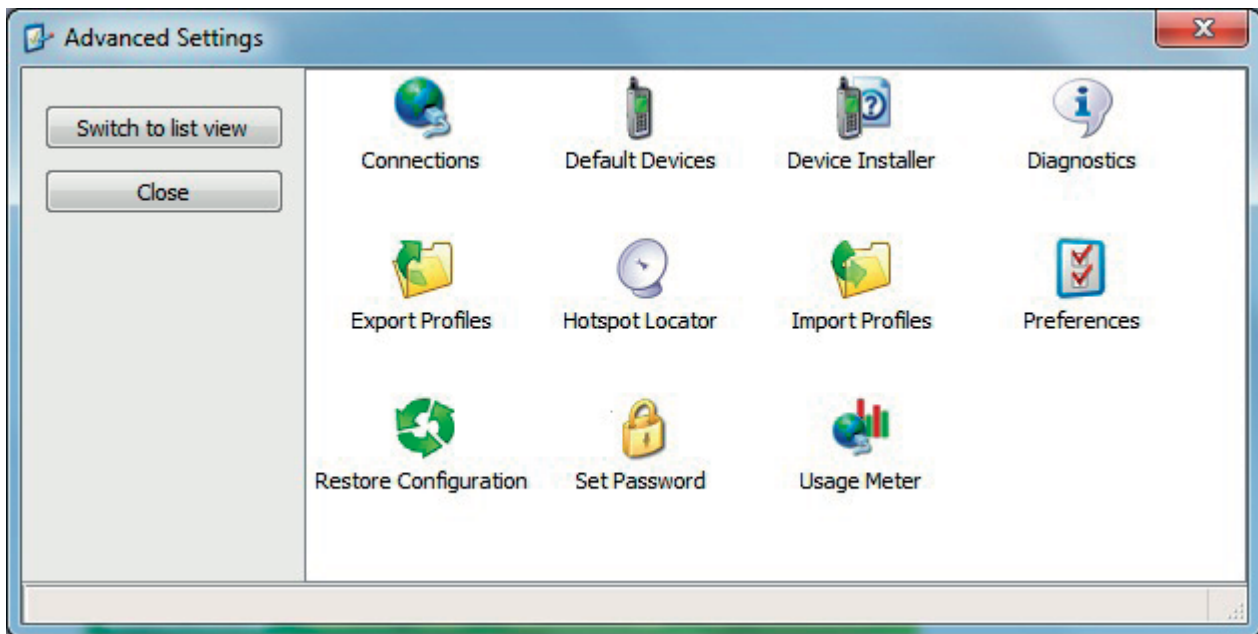 Advanced Settings
Switch to list view
Close
Connections
Default Devices
Device Installer
Diagnostics
Export Profiles
Hotspot Locator
Import Profiles
Preferences
Restore Configuration
Set Password
Usage Meter